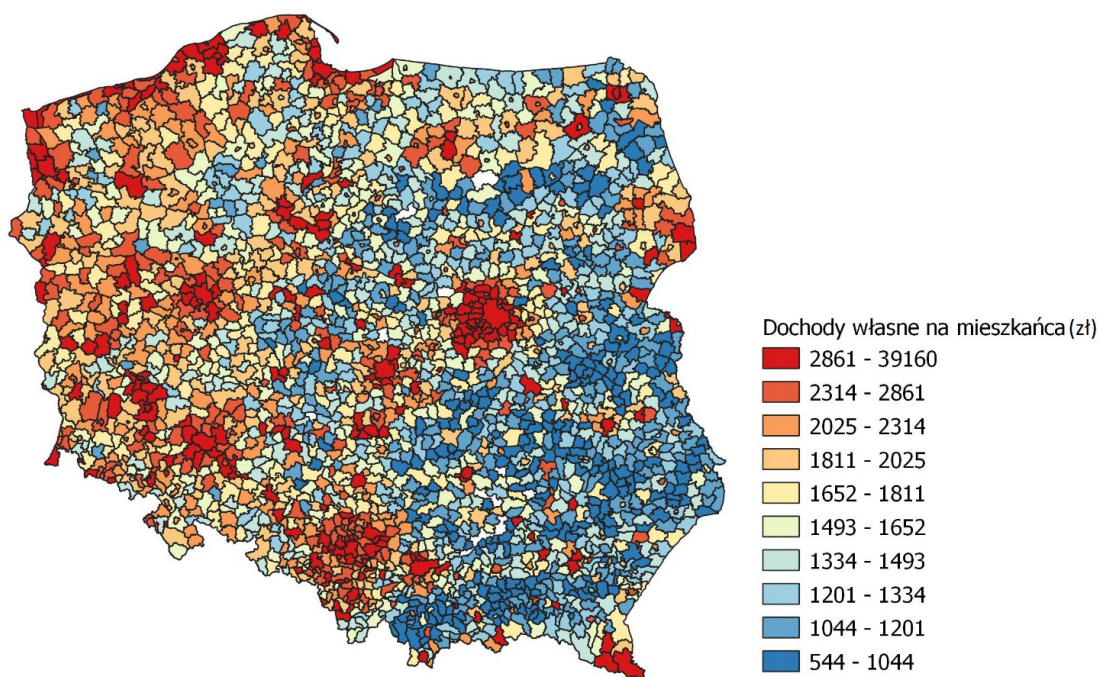 Dochody własne na mieszkańca (zł)
2861 - 39160
2314 - 2861
2025 - 2314
1811 - 2025
1652 - 1811
1493 - 1652
1334 - 1493
1201 - 1334
1044 - 1201
544 - 1044